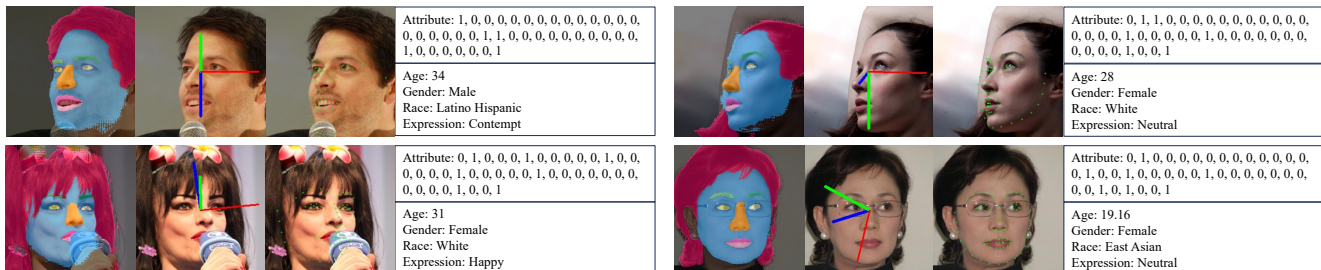 Attribute: 1, 0, 0, 0, 0, 0, 0, 0, 0, 0, 0, 0, 0, 0,
0, 0, 0, 0, 0, 0, 1, 1, 0, 0, 0, 0, 0, 0, 0, 0, 0, 0,
1, 0, 0, 0, 0, 0, 0, 1
Age: 34
Gender: Male
Race: Latino Hispanic
Expression: Contempt
Attribute: 0, 1, 1, 0, 0, 0, 0, 0, 0, 0, 0, 0, 0, 0,
0, 0, 0, 0, 1, 0, 0, 0, 0, 0, 1, 0, 0, 0, 0, 0, 0, 0,
0, 0, 0, 0, 1, 0, 0, 1
Age: 28
Gender: Female
Race: White
Expression: Neutral
Attribute: 0, 1, 0, 0, 0, 1, 0, 0, 0, 0, 0, 1, 0, 0,
0, 0, 0, 0, 1, 0, 0, 0, 0, 0, 1, 0, 0, 0, 0, 0, 0, 0,
0, 0, 0, 0, 1, 0, 0, 1
Age: 31
Gender: Female
Race: White
Expression: Happy
Attribute: 0, 1, 0, 0, 0, 0, 0, 0, 0, 0, 0, 0, 0, 0,
0, 1, 0, 0, 1, 0, 0, 0, 0, 0, 1, 0, 0, 0, 0, 0, 0, 0,
0, 0, 1, 0, 1, 0, 0, 1
Age: 19.16
Gender: Female
Race: East Asian
Expression: Neutral